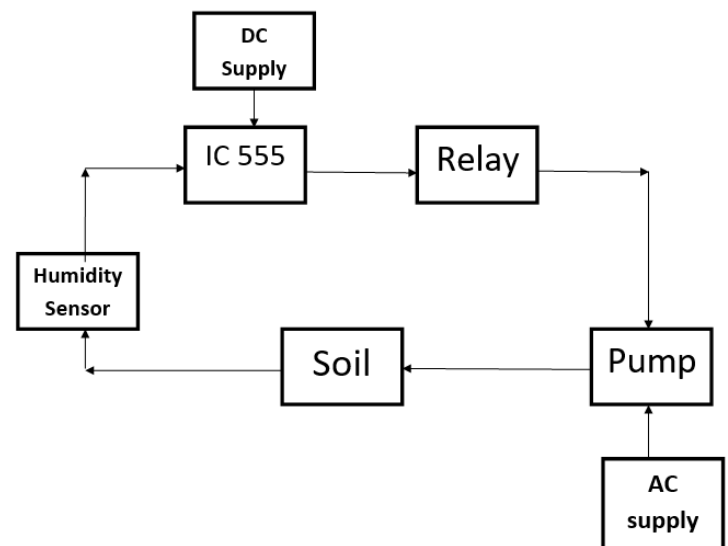 DC
Supply
IC 555
Relay
Humidity
Sensor
Soil
Pump
AC
supply